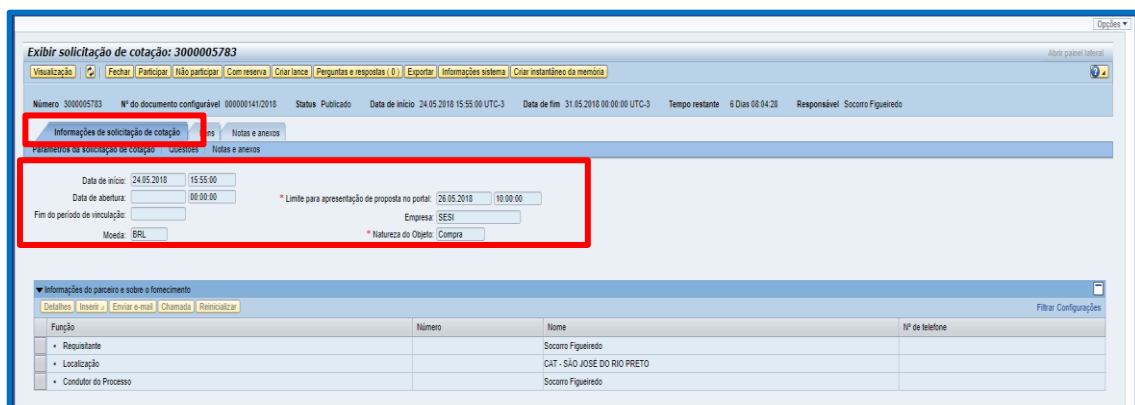 Opções
Exibir solicitação de cotação: 3000005783
Abrir painel lateral
Visualização Fechar Participar Não participar Com reserva Criar lance Perguntas e respostas ( 0 ) Exportar Informações sistema Criar instantâneo da memória
Número 3000005783 Nº do documento configurável 000000141/2018 Status Publicado Data de início 24.05.2018 15:55:00 UTC-3 Data de fim 31.05.2018 00:00:00 UTC-3 Tempo restante 6 Dias 08:04:28 Responsável Socorro Figueiredo
Informações de solicitação de cotação Itens Notas e anexos
Parâmetros da solicitação de cotação Questões Notas e anexos
Data de início: 24.05.2018 15:55:00
Data de abertura: 00:00:00 * Limite para apresentação de proposta no portal: 26.05.2018 10:00:00
Fim do período de vinculação: Empresa: SESI
Moeda: BRL * Natureza do Objeto: Compra
Informações do parceiro e sobre o fornecimento
Detalhes Inserir Enviar e-mail Chamada Reinicializar Filtrar Configurações
Função Número Nome Nº de telefone
• Requisitante Socorro Figueiredo
• Localização CAT - SÃO JOSÉ DO RIO PRETO
• Condutor do Processo Socorro Figueiredo